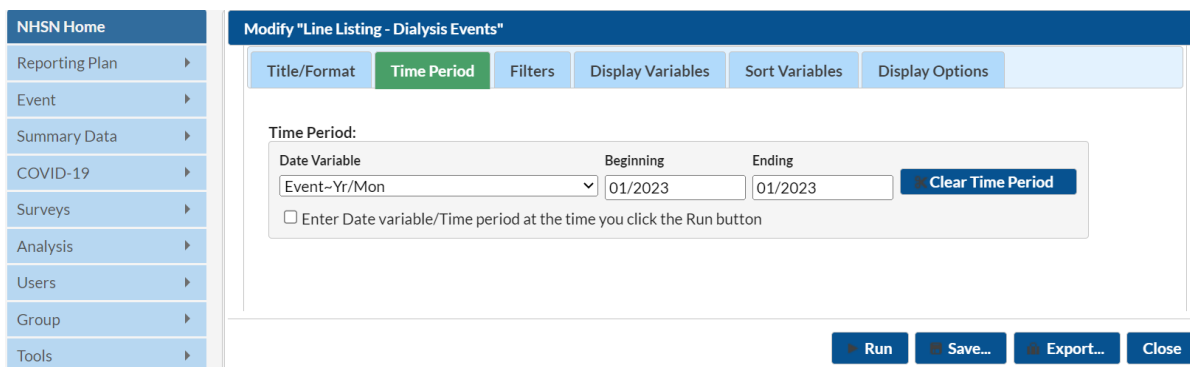 NHSN Home
Reporting Plan
Event
Summary Data
COVID-19
Surveys
Analysis
Users
Group
Tools
Modify "Line Listing - Dialysis Events"
Title/Format Time Period Filters Display Variables Sort Variables Display Options
Time Period:
Date Variable Beginning Ending
Event~Yr/Mon 01/2023 01/2023 Clear Time Period
Enter Date variable/Time period at the time you click the Run button
Run Save... Export... Close